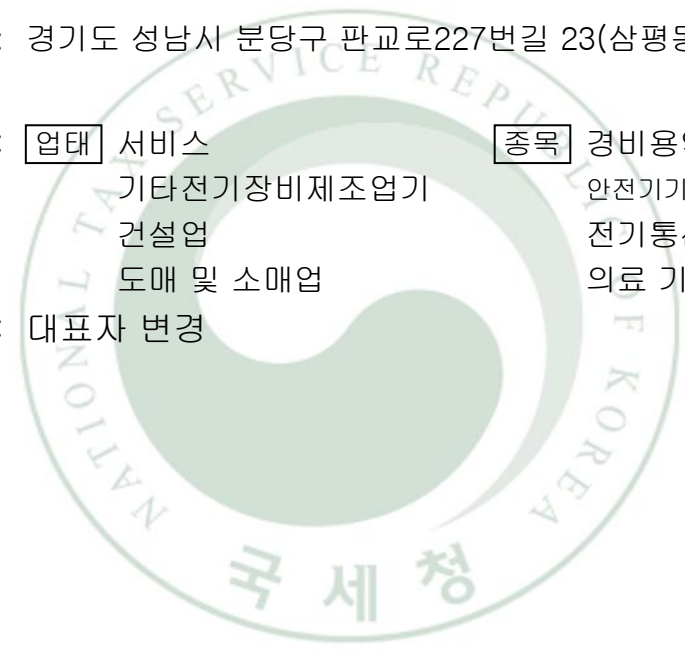 : 경기도 성남시 분당구 판교로227번길 23(삼평동
: 업태 서비스 종목 경비용역
기타전기장비제조업기 안전기기
건설업 전기통신
도매 및 소매업 의료 기
: 대표자 변경
NATIONAL TAX SERVICE REPUBLIC OF KOREA
국세청